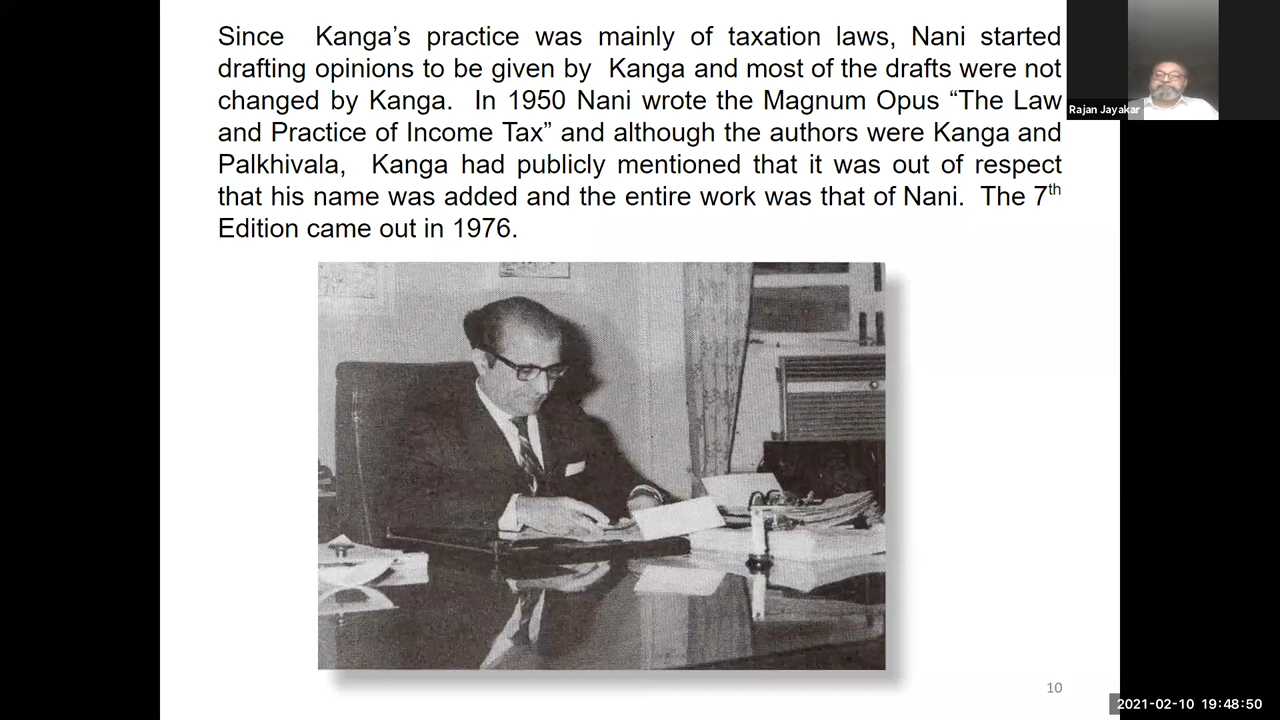 Since Kanga’s practice was mainly of taxation laws, Nani started
drafting opinions to be given by Kanga and most of the drafts were not
changed by Kanga. In 1950 Nani wrote the Magnum Opus “The Law
and Practice of Income Tax” and although the authors were Kanga and
Palkhivala, Kanga had publicly mentioned that it was out of respect
that his name was added and the entire work was that of Nani. The 7th
Edition came out in 1976.
Rajan Jayakar
10
2021-02-10 19:48:50